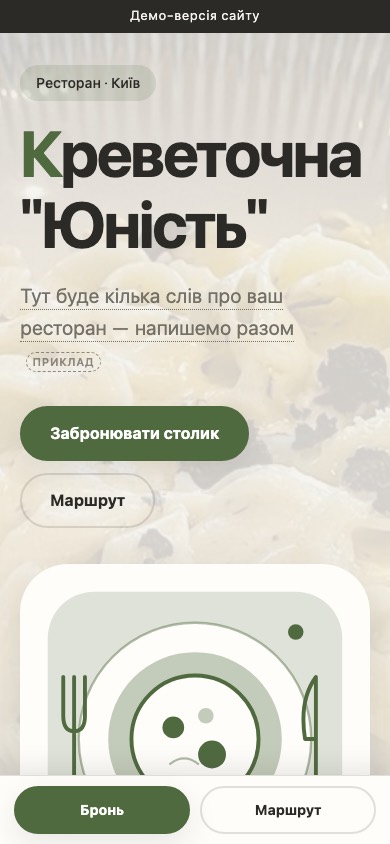 Демо-версія сайту
Ресторан · Київ
Креветочна
"Юність"
Тут буде кілька слів про ваш
ресторан — напишемо разом
ПРИКЛАД
Забронювати столик
Маршрут
Бронь
Маршрут